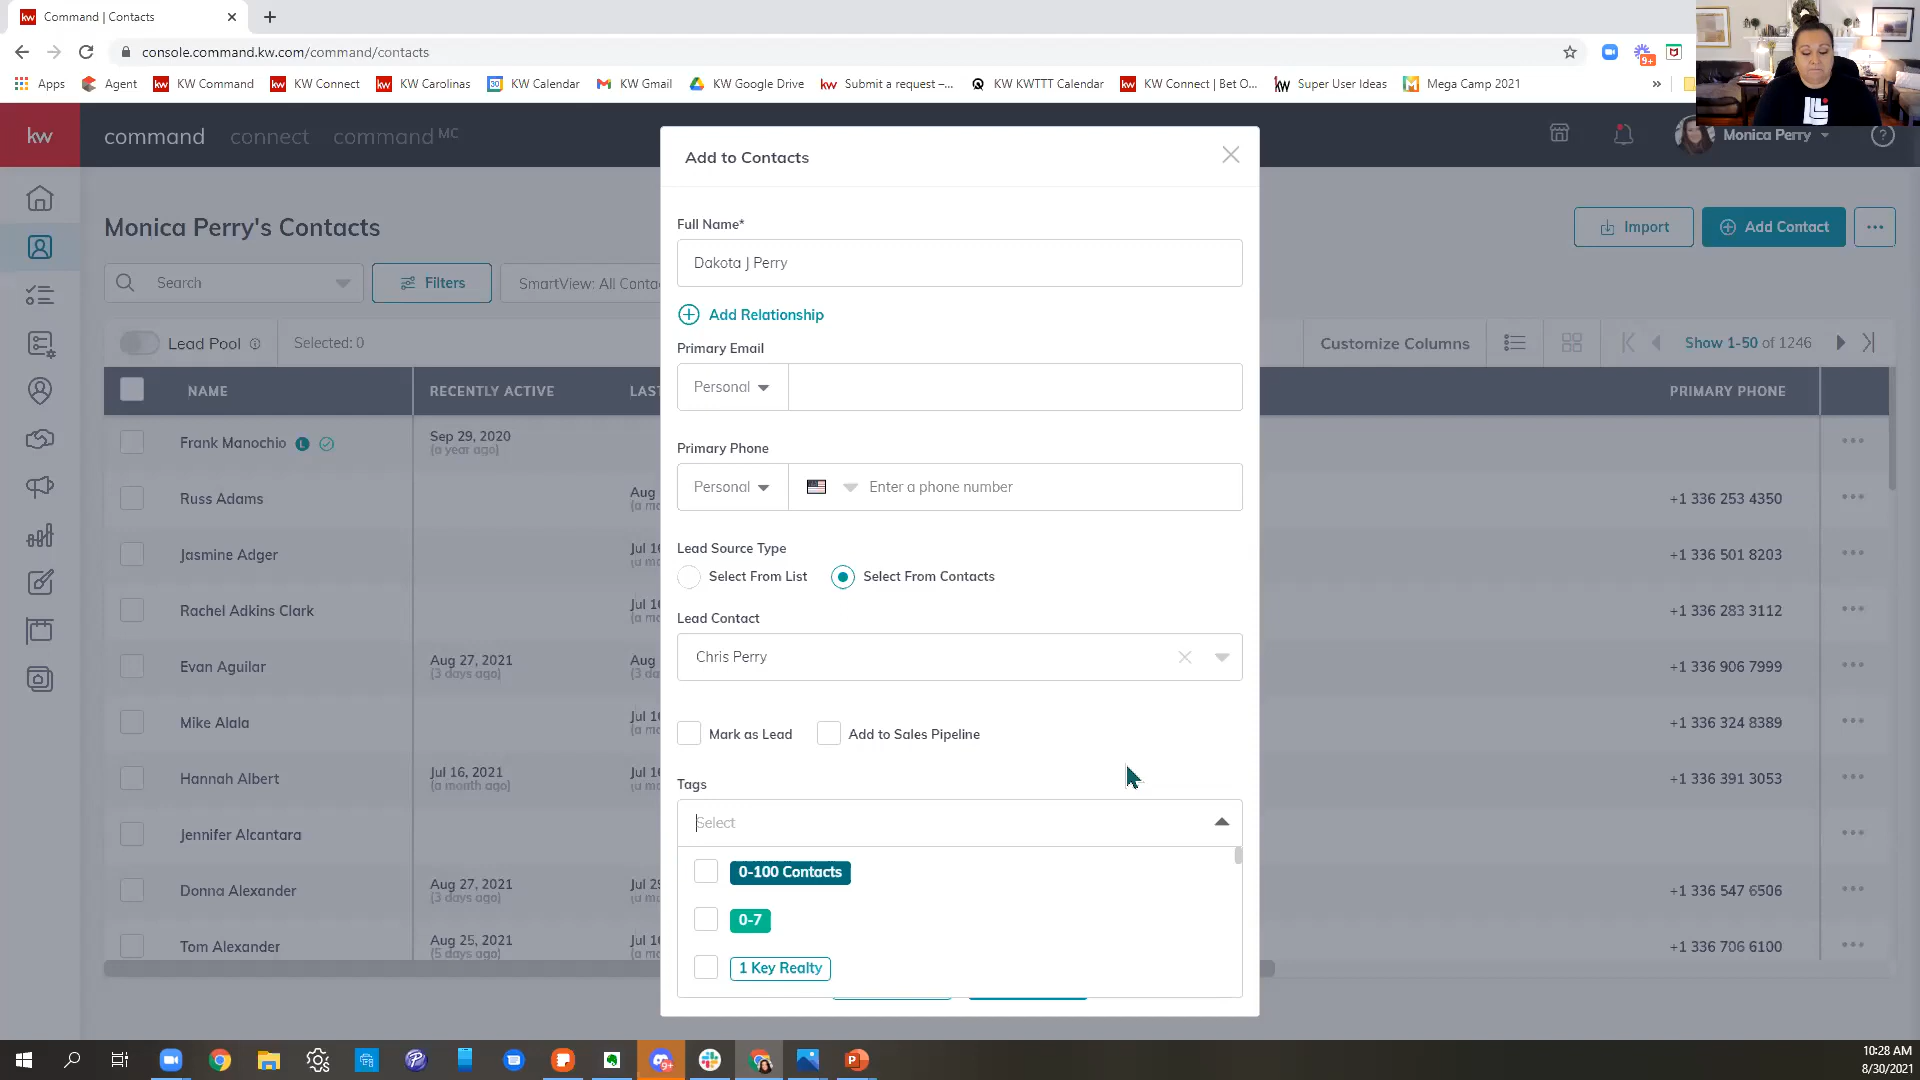 kw Command | Contacts
console.command.kw.com/command/contacts
Apps Agent KW Command KW Connect KW Carolinas KW Calendar KW Gmail KW Google Drive Submit a request –... KW KWTTT Calendar KW Connect | Bet O... Super User Ideas Mega Camp 2021 »
kw command connect command MC
Monica Perry
Add to Contacts
Monica Perry's Contacts
Import Add Contact
Search Filters SmartView: All Conta
Lead Pool Selected: 0
Customize Columns Show 1-50 of 1246
NAME RECENTLY ACTIVE LAS PRIMARY PHONE
Frank Manochio L Sep 29, 2020
(a year ago)
Russ Adams Aug +1 336 253 4350
Jasmine Adger Jul 16 +1 336 501 8203
Rachel Adkins Clark Jul 16 +1 336 283 3112
Evan Aguilar Aug 27, 2021 Aug +1 336 906 7999
(3 days ago) (3 da
Mike Alala Jul 16 +1 336 324 8389
Hannah Albert Jul 16, 2021 Jul 16 +1 336 391 3053
(a month ago)
Jennifer Alcantara
Donna Alexander Aug 27, 2021 Jul 29 +1 336 547 6506
(3 days ago)
Tom Alexander Aug 25, 2021 Jul 16 +1 336 706 6100
(5 days ago)
Full Name*
Dakota J Perry
Add Relationship
Primary Email
Personal
Primary Phone
Personal Enter a phone number
Lead Source Type
Select From List Select From Contacts
Lead Contact
Chris Perry
Mark as Lead Add to Sales Pipeline
Tags
Select
0-100 Contacts
0-7
1 Key Realty
10:28 AM
8/30/2021